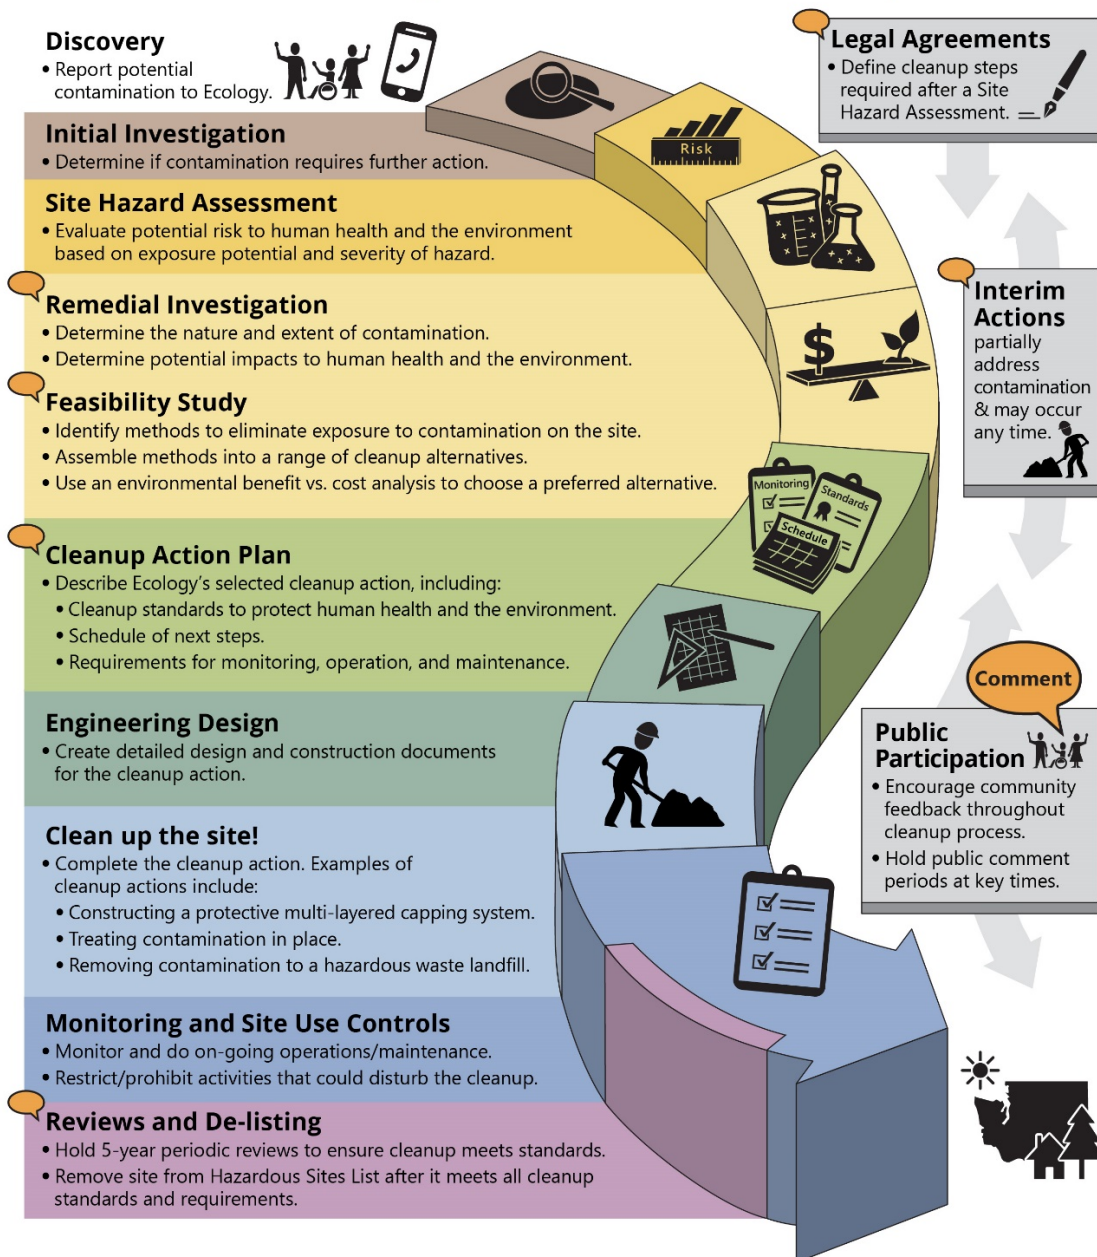 Discovery
• Report potential
contamination to Ecology.
Initial Investigation
• Determine if contamination requires further action.
Site Hazard Assessment
• Evaluate potential risk to human health and the environment
based on exposure potential and severity of hazard.
Remedial Investigation
• Determine the nature and extent of contamination.
• Determine potential impacts to human health and the environment.
Feasibility Study
• Identify methods to eliminate exposure to contamination on the site.
• Assemble methods into a range of cleanup alternatives.
• Use an environmental benefit vs. cost analysis to choose a preferred alternative.
Cleanup Action Plan
• Describe Ecology's selected cleanup action, including:
• Cleanup standards to protect human health and the environment.
• Schedule of next steps.
• Requirements for monitoring, operation, and maintenance.
Engineering Design
• Create detailed design and construction documents
for the cleanup action.
Clean up the site!
• Complete the cleanup action. Examples of
cleanup actions include:
• Constructing a protective multi-layered capping system.
• Treating contamination in place.
• Removing contamination to a hazardous waste landfill.
Monitoring and Site Use Controls
• Monitor and do on-going operations/maintenance.
• Restrict/prohibit activities that could disturb the cleanup.
Reviews and De-listing
• Hold 5-year periodic reviews to ensure cleanup meets standards.
• Remove site from Hazardous Sites List after it meets all cleanup
standards and requirements.
Risk
$
Monitoring
Standards
Schedule
Legal Agreements
• Define cleanup steps
required after a Site
Hazard Assessment.
Interim
Actions
partially
address
contamination
& may occur
any time.
Comment
Public
Participation
• Encourage community
feedback throughout
cleanup process.
• Hold public comment
periods at key times.